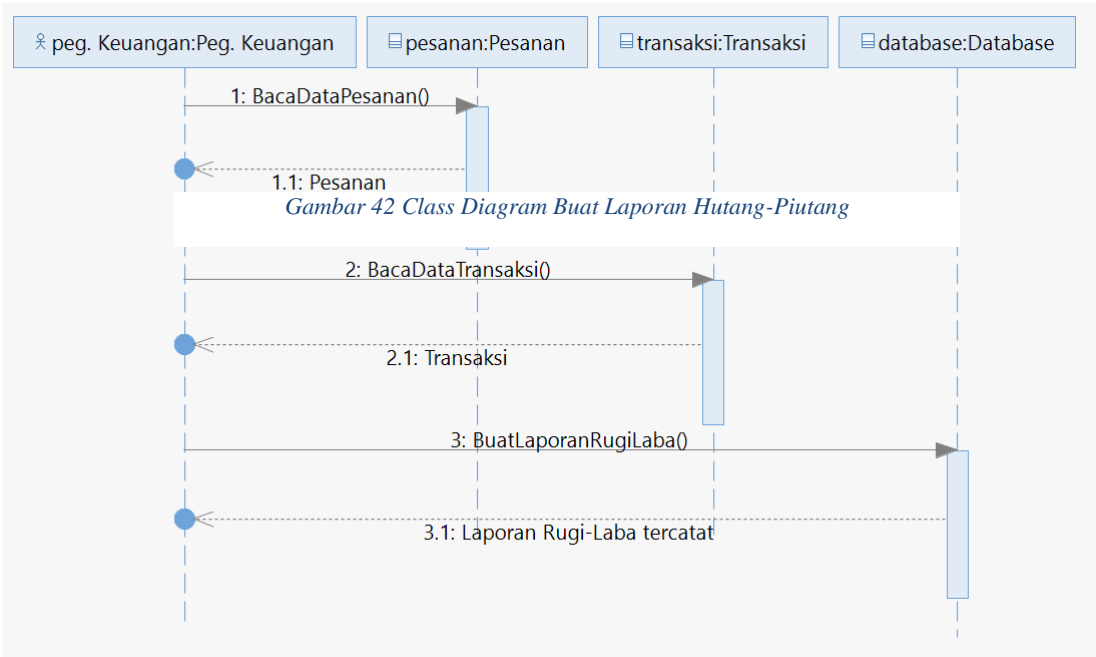 peg. Keuangan:Peg. Keuangan
pesanan:Pesanan
transaksi:Transaksi
database:Database
1: BacaDataPesanan()
1.1: Pesanan
Gambar 42 Class Diagram Buat Laporan Hutang-Piutang
2: BacaDataTransaksi()
2.1: Transaksi
3: BuatLaporanRugiLaba()
3.1: Laporan Rugi-Laba tercatat